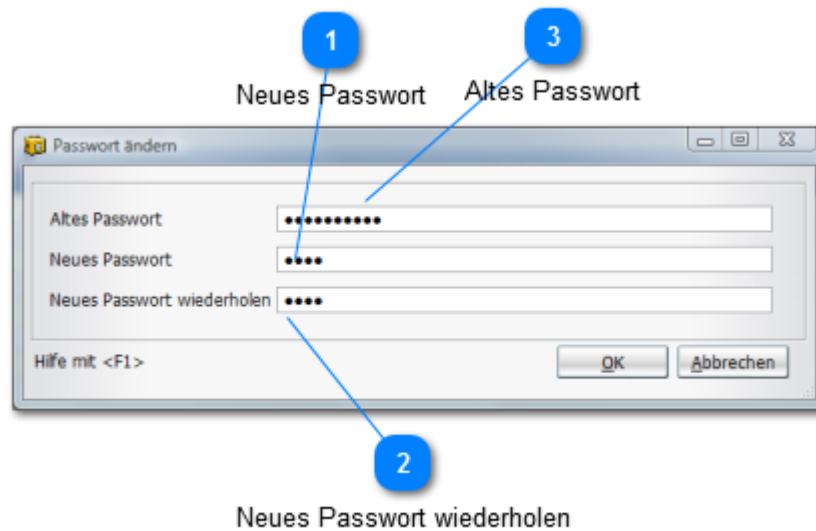 1
3
Neues Passwort
Altes Passwort
Passwort ändern
Altes Passwort
••••••••••
Neues Passwort
••••
Neues Passwort wiederholen
••••
Hilfe mit <F1>
OK
Abbrechen
2
Neues Passwort wiederholen